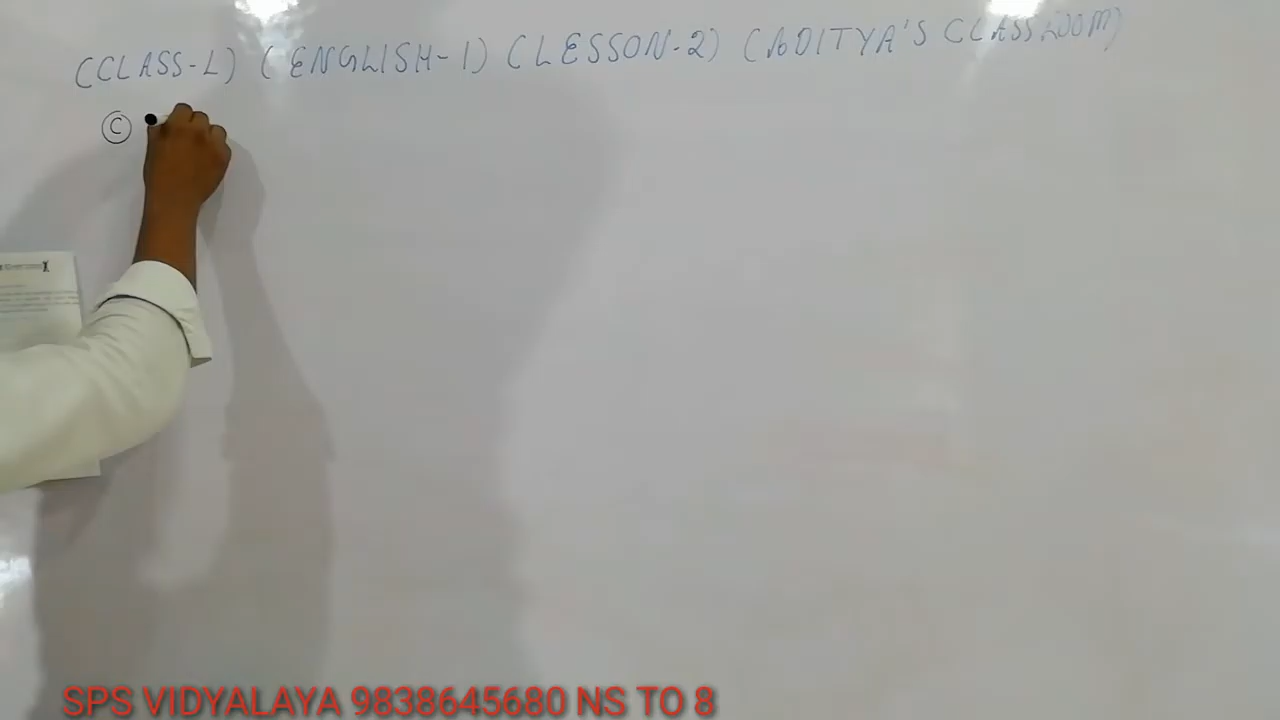 (CLASS-L) (ENGLISH-1) (LESSON-2) (ADITYA'S CLASSROOM)
C
SPS VIDYALAYA 9838645680 NS TO 8